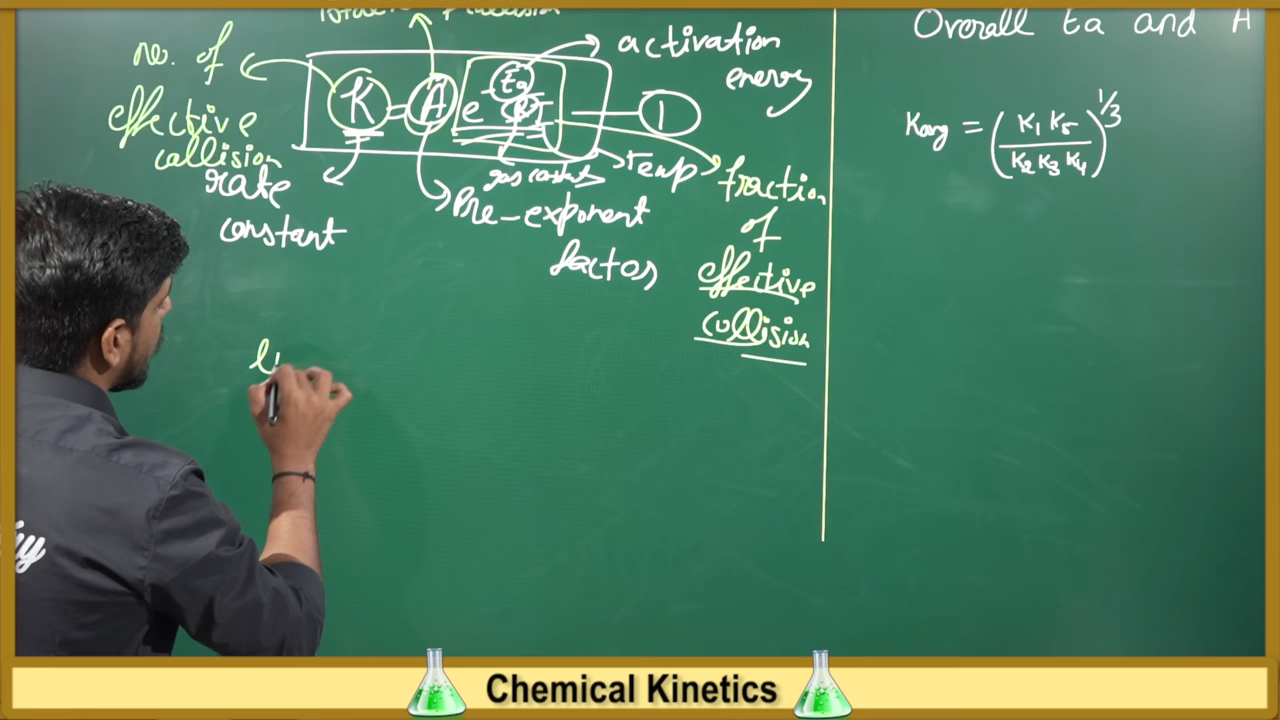 no. of
effective
collision
rate
constant
K = A e -Ea/RT — 1
activation
energy
gas constant
Temp
Pre-exponent
factor
fraction
of
effective
collision
Overall Ea and A
Kavg = (K1 K5 / K2 K3 K4)^1/3
Chemical Kinetics